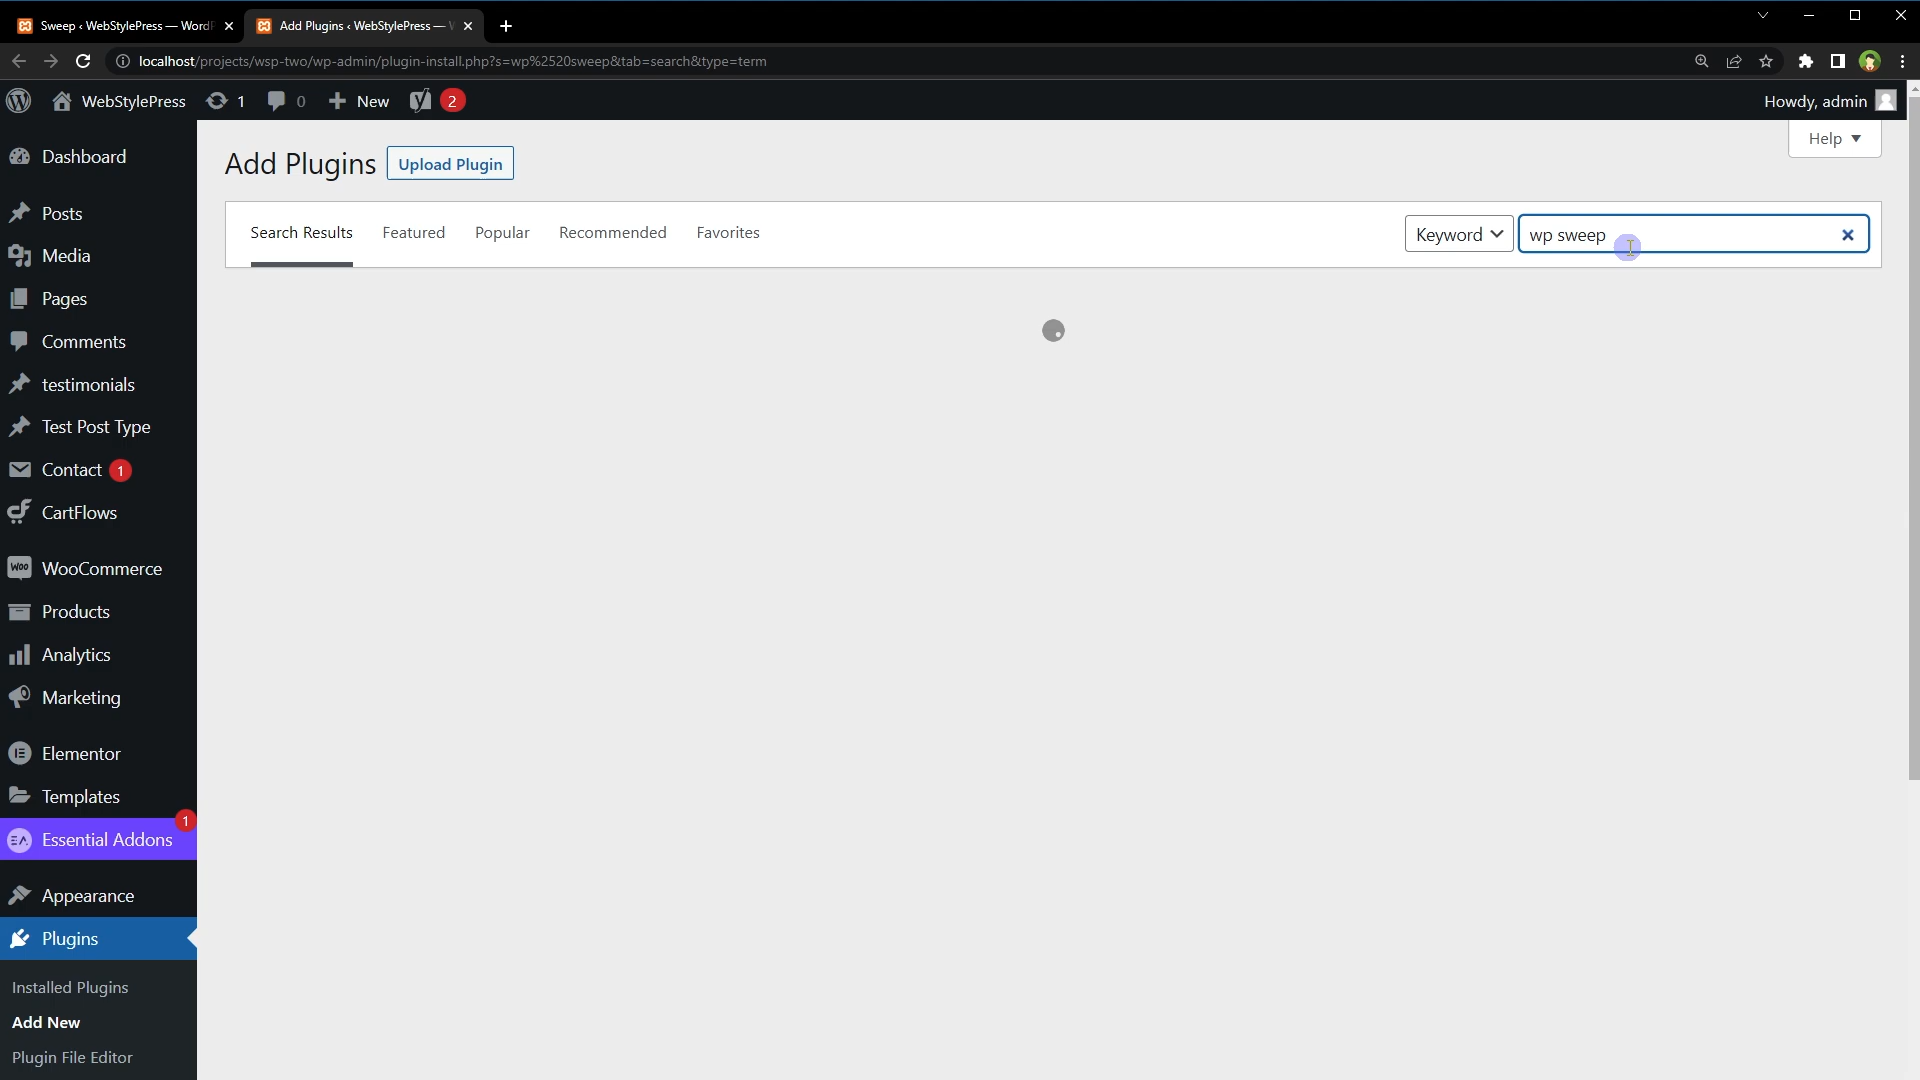 Sweep ‹ WebStylePress — WordP
Add Plugins ‹ WebStylePress —
localhost/projects/wsp-two/wp-admin/plugin-install.php?s=wp%2520sweep&tab=search&type=term
WebStylePress
1
0
New
2
Howdy, admin
Dashboard
Posts
Media
Pages
Comments
testimonials
Test Post Type
Contact 1
CartFlows
Woo WooCommerce
Products
Analytics
Marketing
Elementor
Templates
1
Essential Addons
Appearance
Plugins
Installed Plugins
Add New
Plugin File Editor
Help
Add Plugins
Upload Plugin
Search Results
Featured
Popular
Recommended
Favorites
Keyword
wp sweep